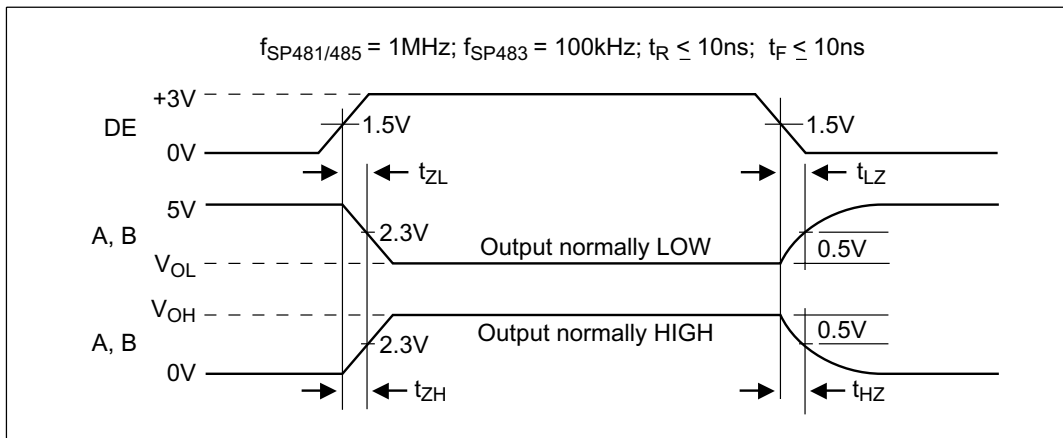 fSP481/485 = 1MHz; fSP483 = 100kHz; tR ≤ 10ns; tF ≤ 10ns
+3V
DE
1.5V
1.5V
0V
tZL
tLZ
5V
A, B
2.3V
Output normally LOW
0.5V
VOL
VOH
A, B
2.3V
Output normally HIGH
0.5V
0V
tZH
tHZ